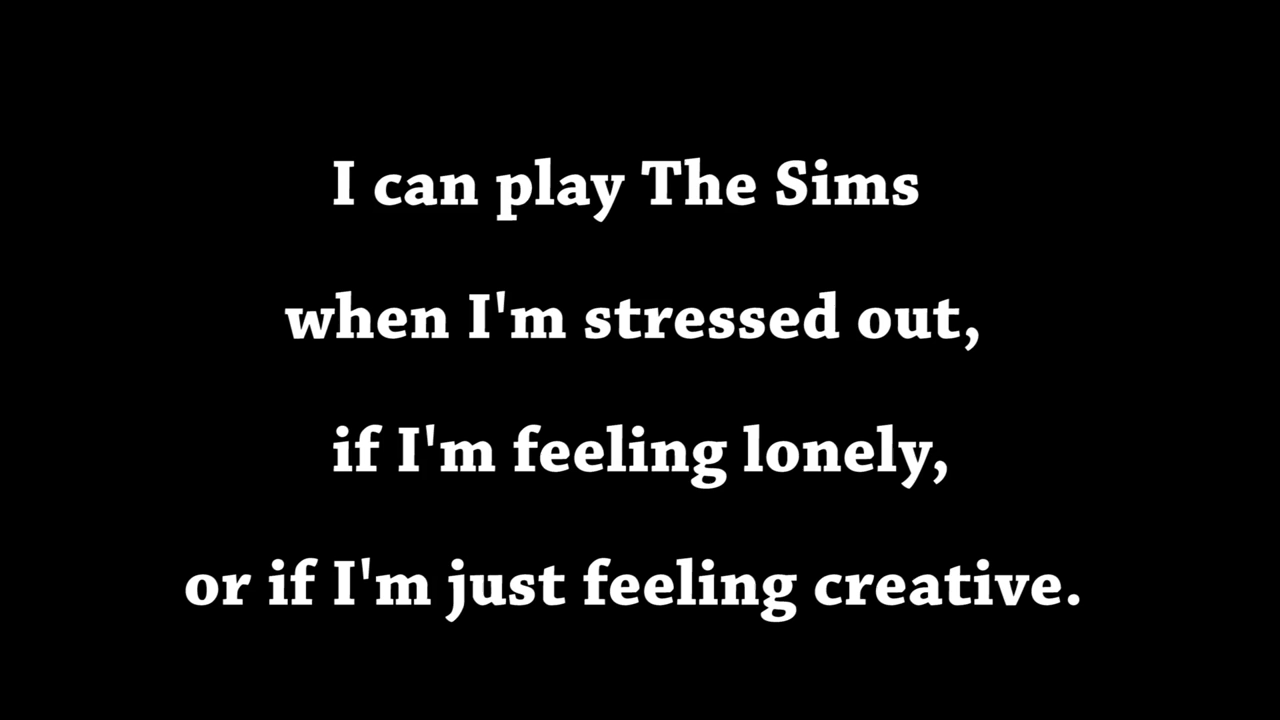 I can play The Sims
when I'm stressed out,
if I'm feeling lonely,
or if I'm just feeling creative.